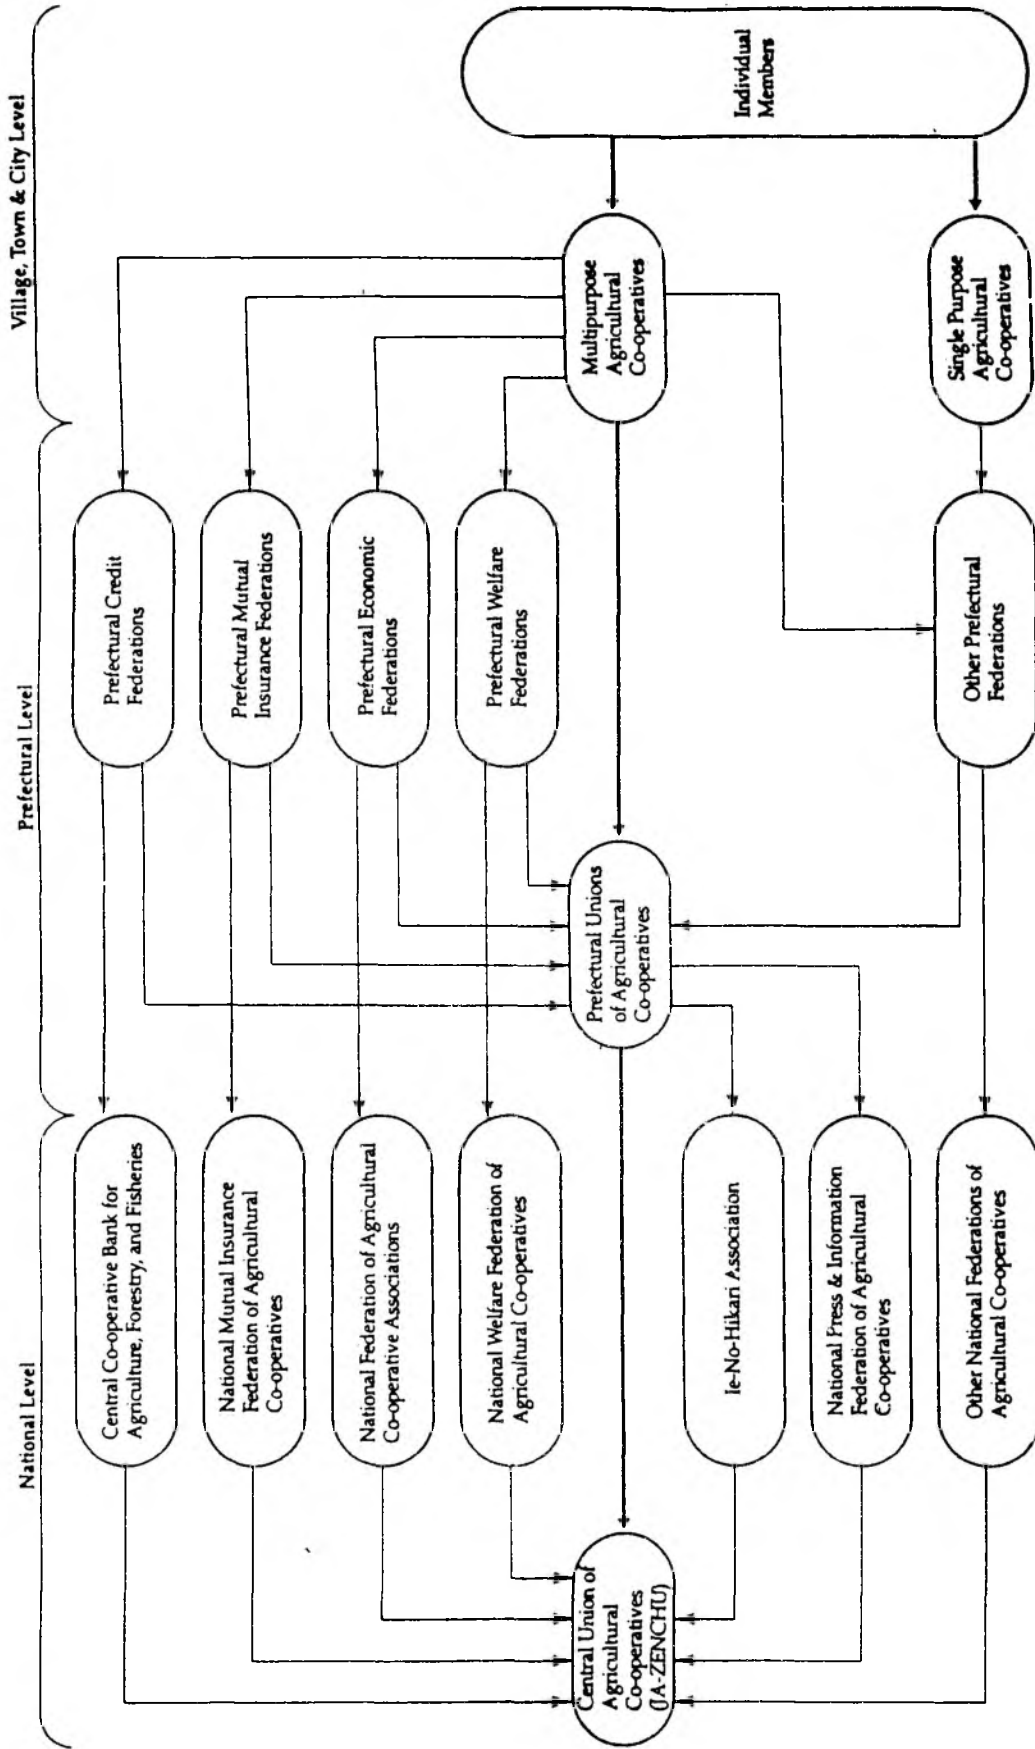 National Level
Prefectural Level
Village, Town & City Level
Central Co-operative Bank for
Agriculture, Forestry, and Fisheries
National Mutual Insurance
Federation of Agricultural
Co-operatives
National Federation of Agricultural
Co-operative Associations
National Welfare Federation of
Agricultural Co-operatives
Ie-No-Hikari Association
National Press & Information
Federation of Agricultural
Co-operatives
Other National Federations of
Agricultural Co-operatives
Central Union of
Agricultural
Co-operatives
(JA-ZENCHU)
Prefectural Credit
Federations
Prefectural Mutual
Insurance Federations
Prefectural Economic
Federations
Prefectural Welfare
Federations
Prefectural Unions
of Agricultural
Co-operatives
Other Prefectural
Federations
Multipurpose
Agricultural
Co-operatives
Single Purpose
Agricultural
Co-operatives
Individual
Members